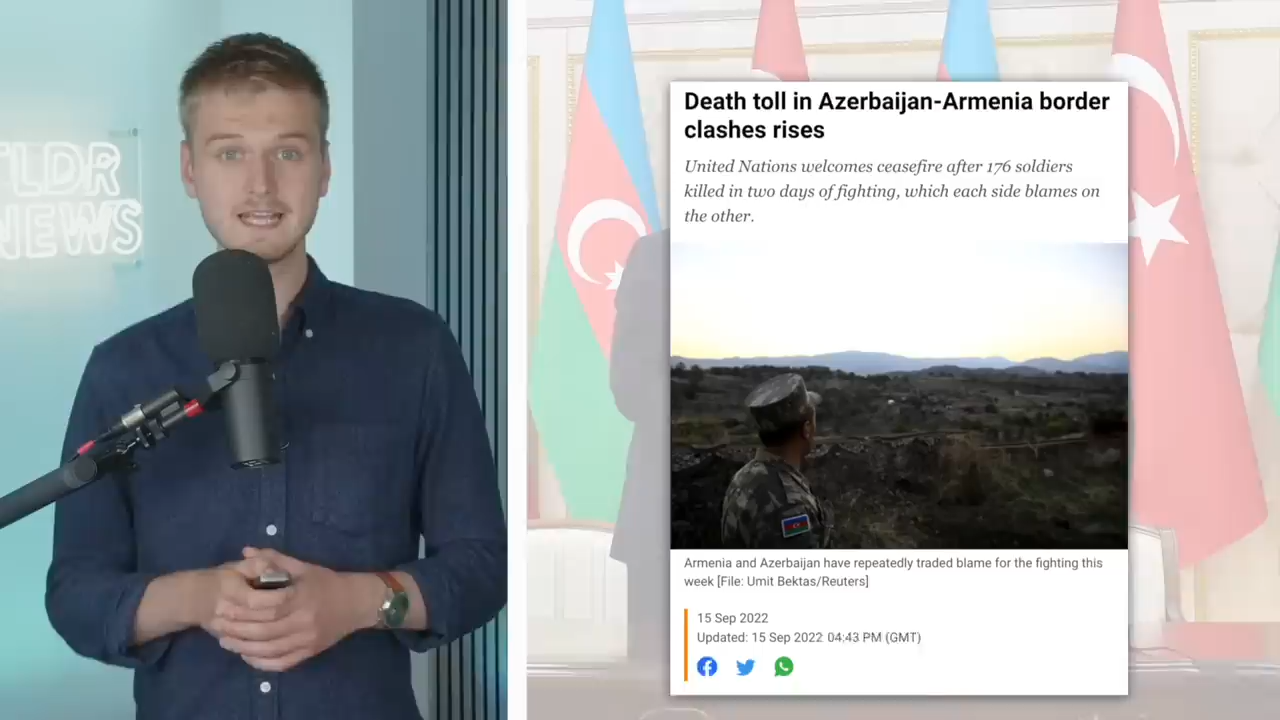 TLDR
NEWS
Death toll in Azerbaijan-Armenia border
clashes rises
United Nations welcomes ceasefire after 176 soldiers
killed in two days of fighting, which each side blames on
the other.
Armenia and Azerbaijan have repeatedly traded blame for the fighting this
week [File: Umit Bektas/Reuters]
15 Sep 2022
Updated: 15 Sep 2022 04:43 PM (GMT)